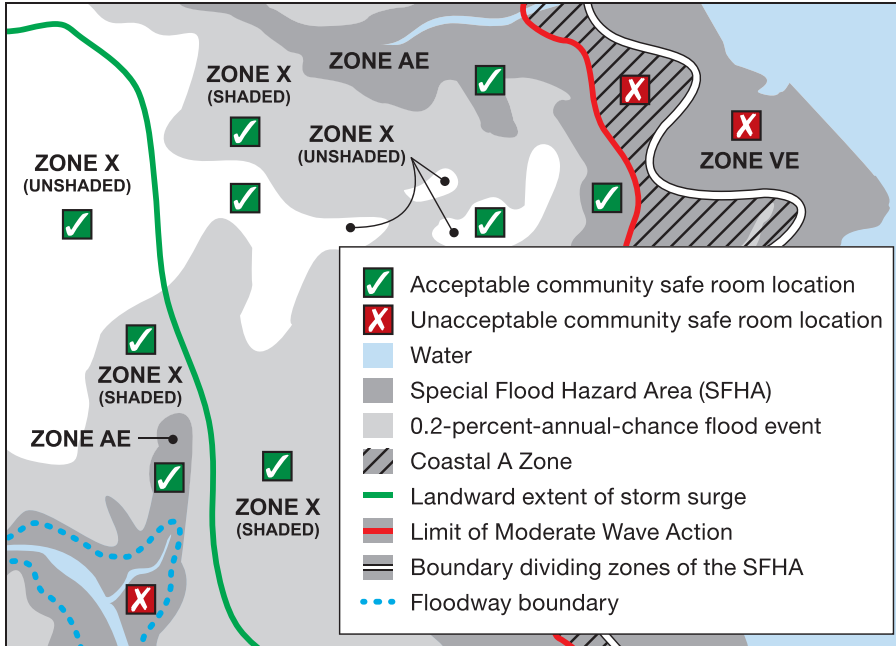 ZONE AE
ZONE X
(SHADED)
ZONE X
(UNSHADED)
ZONE X
(UNSHADED)
ZONE VE
ZONE X
(SHADED)
ZONE AE
ZONE X
(SHADED)
Acceptable community safe room location
Unacceptable community safe room location
Water
Special Flood Hazard Area (SFHA)
0.2-percent-annual-chance flood event
Coastal A Zone
Landward extent of storm surge
Limit of Moderate Wave Action
Boundary dividing zones of the SFHA
Floodway boundary